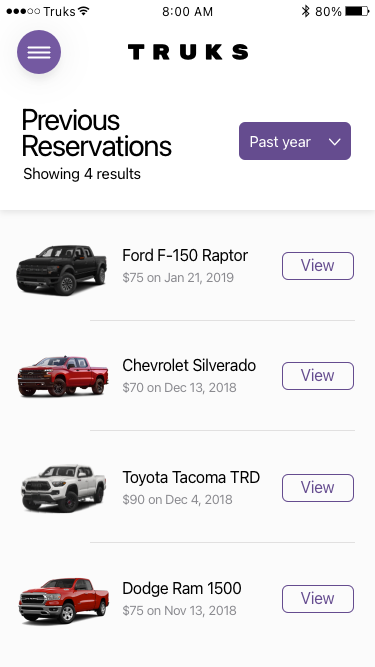 Truks 8:00 AM 80%
TRUKS
Previous
Reservations
Showing 4 results
Past year
Ford F-150 Raptor
$75 on Jan 21, 2019
View
Chevrolet Silverado
$70 on Dec 13, 2018
View
Toyota Tacoma TRD
$90 on Dec 4, 2018
View
Dodge Ram 1500
$75 on Nov 13, 2018
View